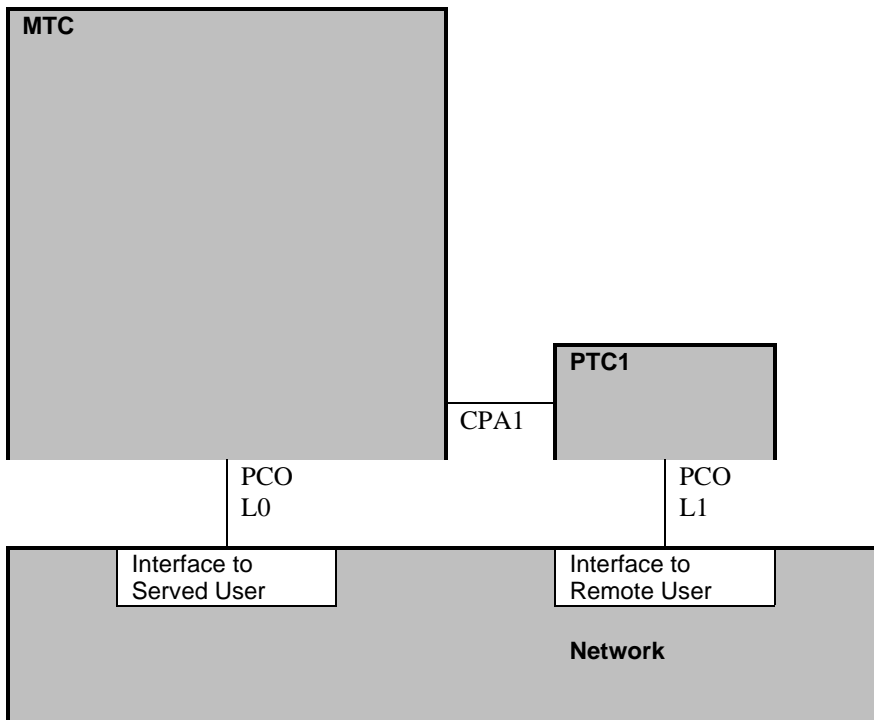 MTC
PTC1
CPA1
PCO
L0
PCO
L1
Interface to
Served User
Interface to
Remote User
Network